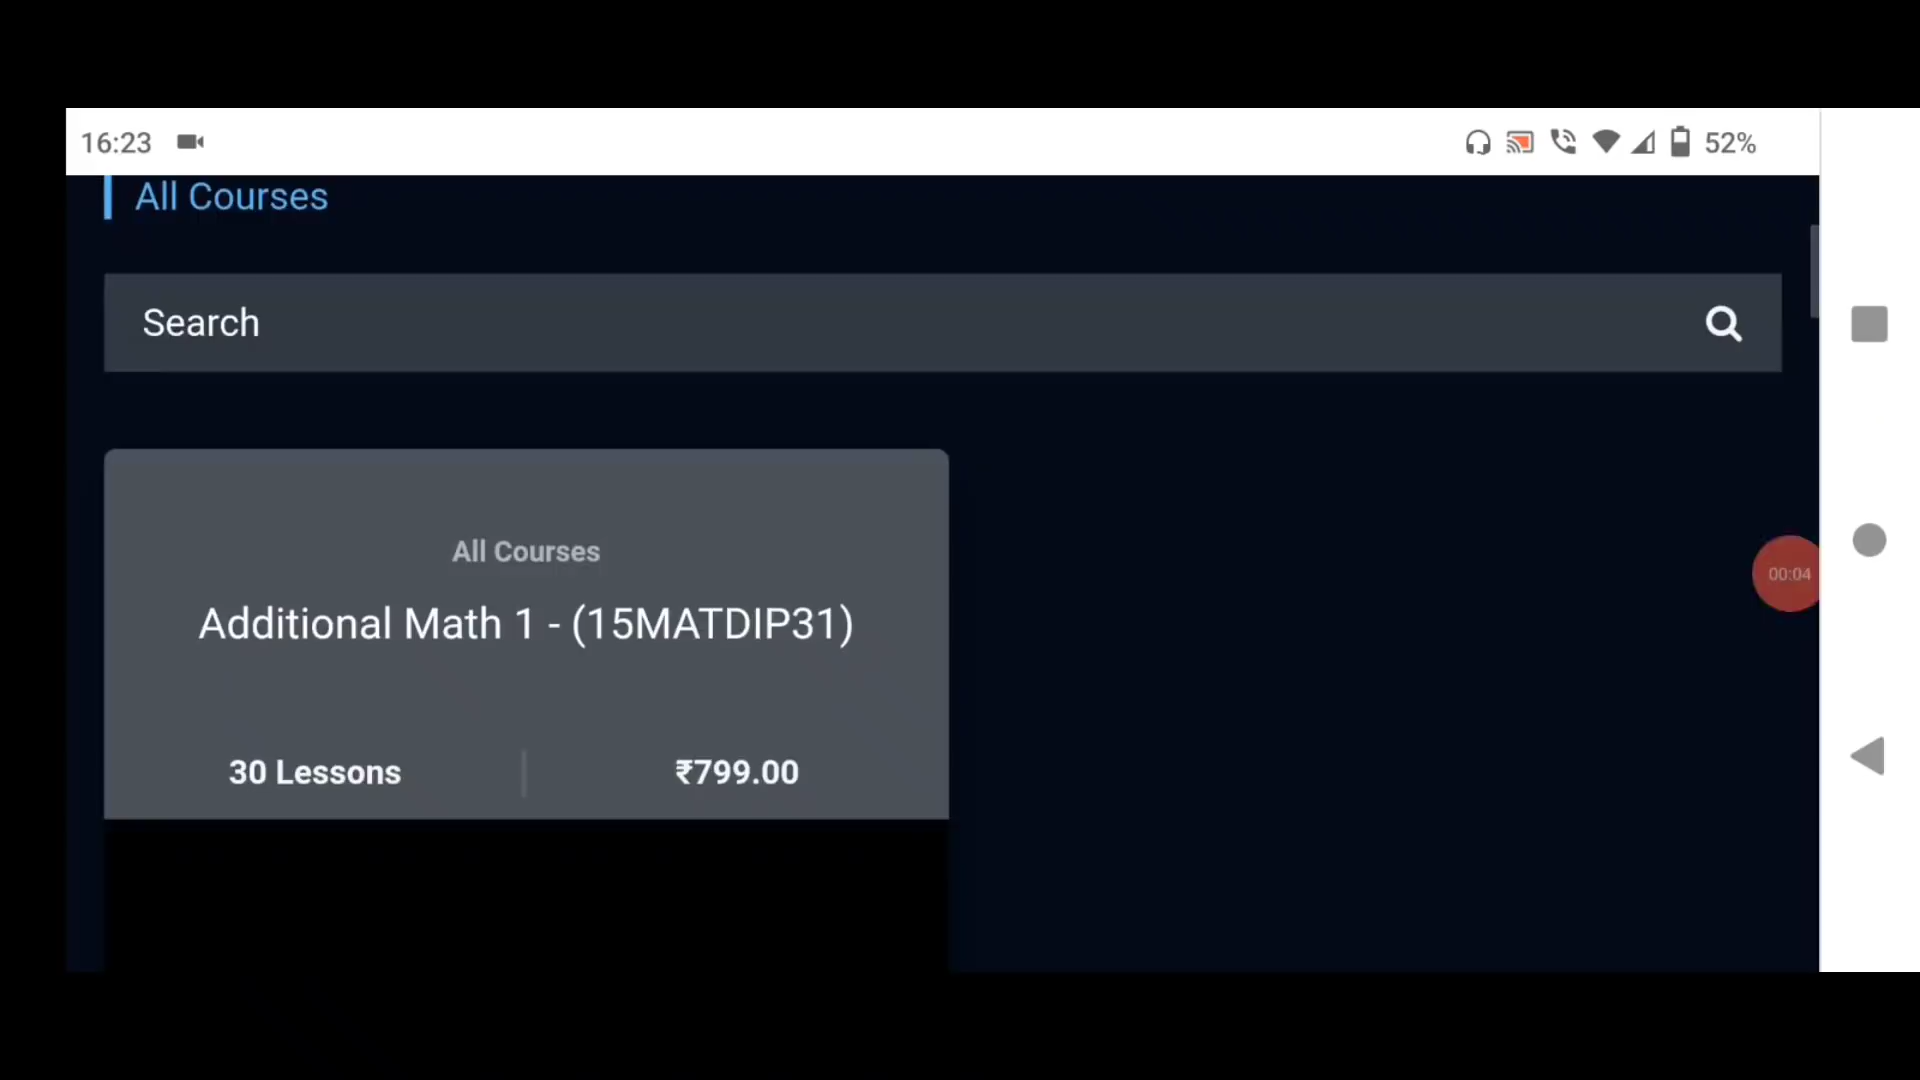 16:23
52%
All Courses
Search
All Courses
Additional Math 1 - (15MATDIP31)
00:04
30 Lessons
₹799.00